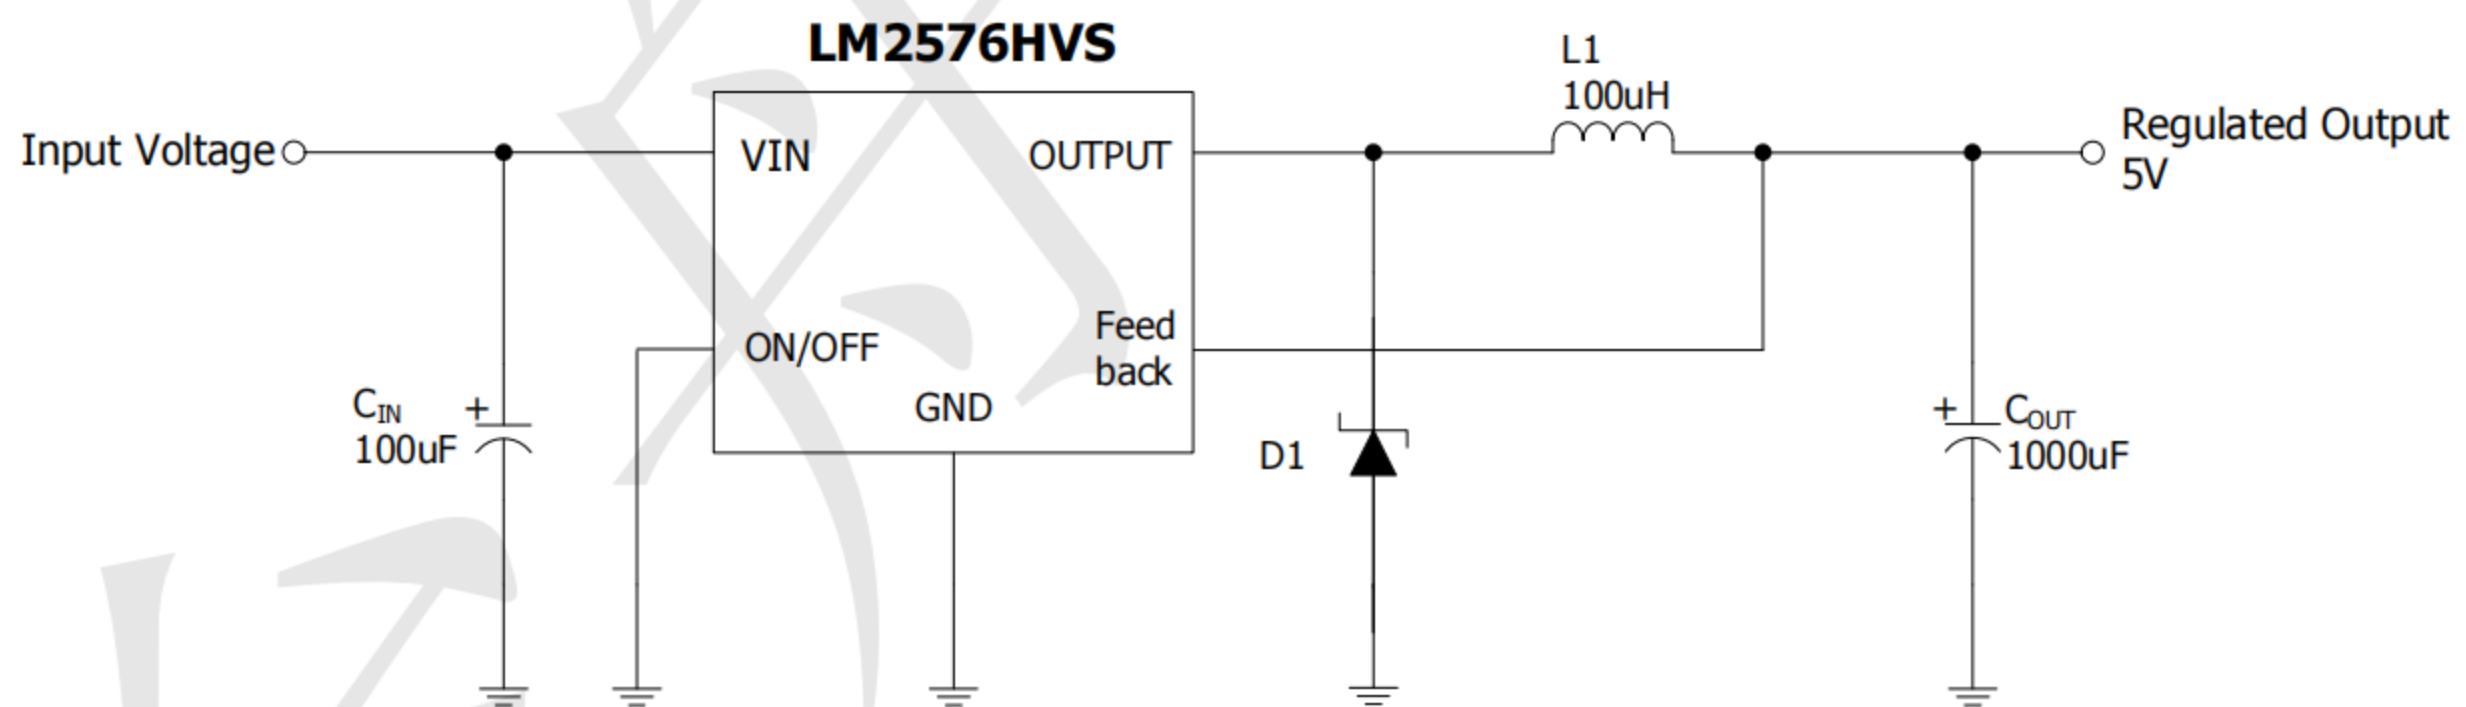 LM2576HVS
L1
100uH
Input Voltage
VIN
OUTPUT
Regulated Output
5V
ON/OFF
Feed
back
GND
CIN
100uF
+
D1
+
COUT
1000uF